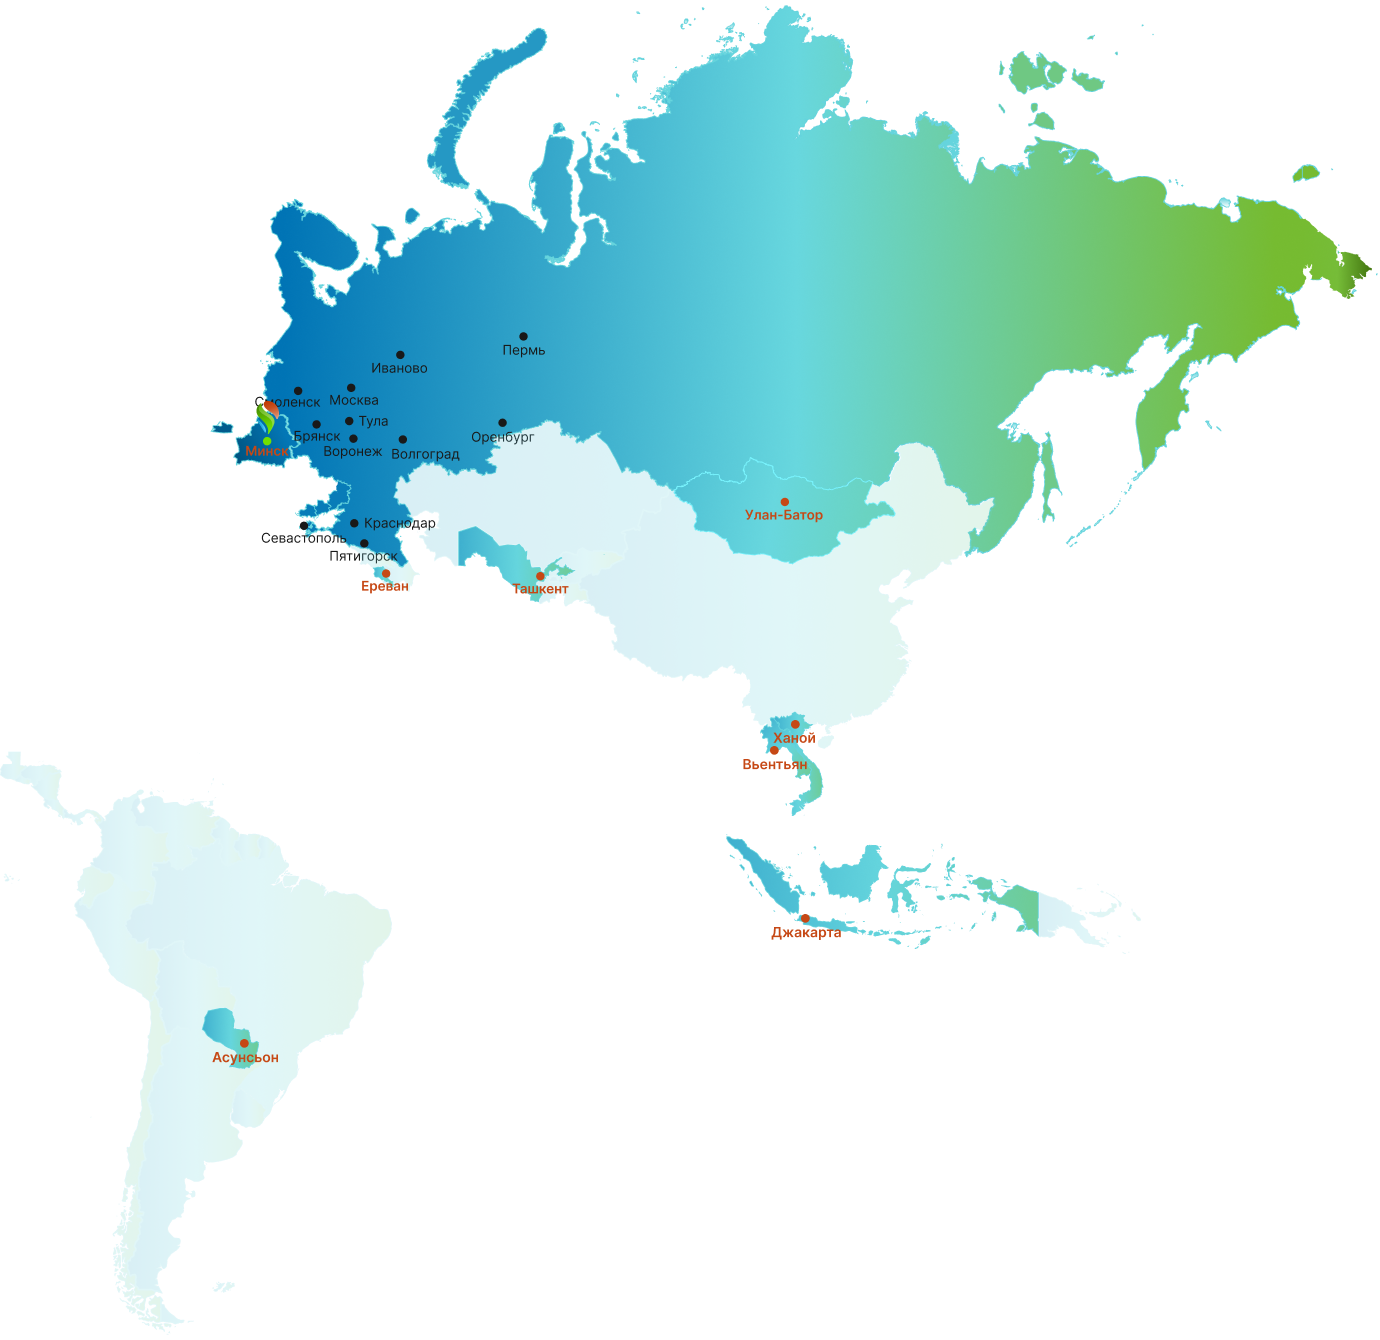 Пермь
Иваново
Смоленск
Москва
Тула
Брянск
Оренбург
Минск
Воронеж
Волгоград
Улан-Батор
Краснодар
Севастополь
Пятигорск
Ереван
Ташкент
Ханой
Вьентьян
Джакарта
Асунсьон